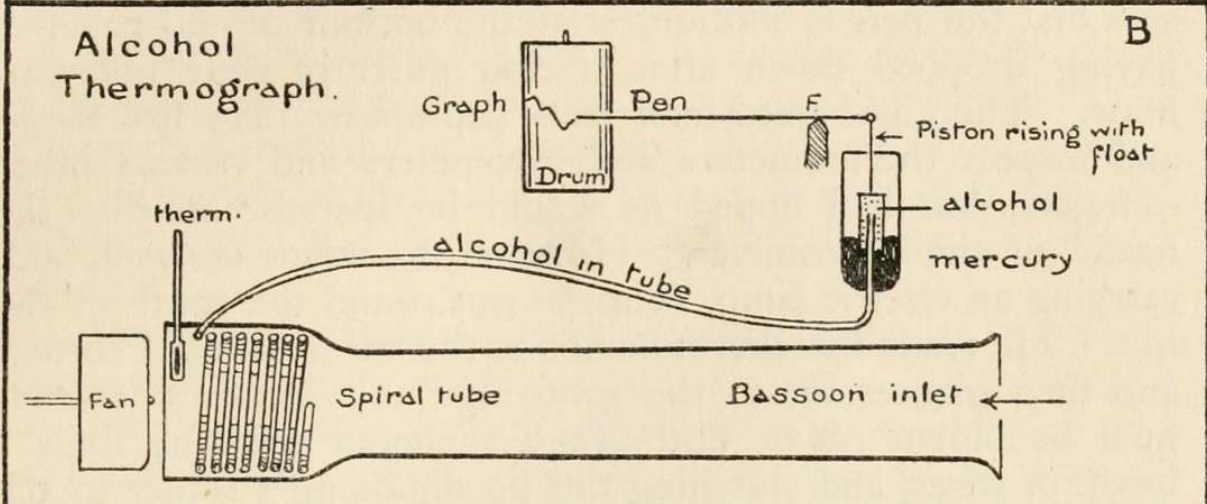 Alcohol
Thermograph.
B
Graph
Pen
F.
Piston rising with
float
Drum
alcohol
mercury
therm.
alcohol in tube
Fan
Spiral tube
Bassoon inlet